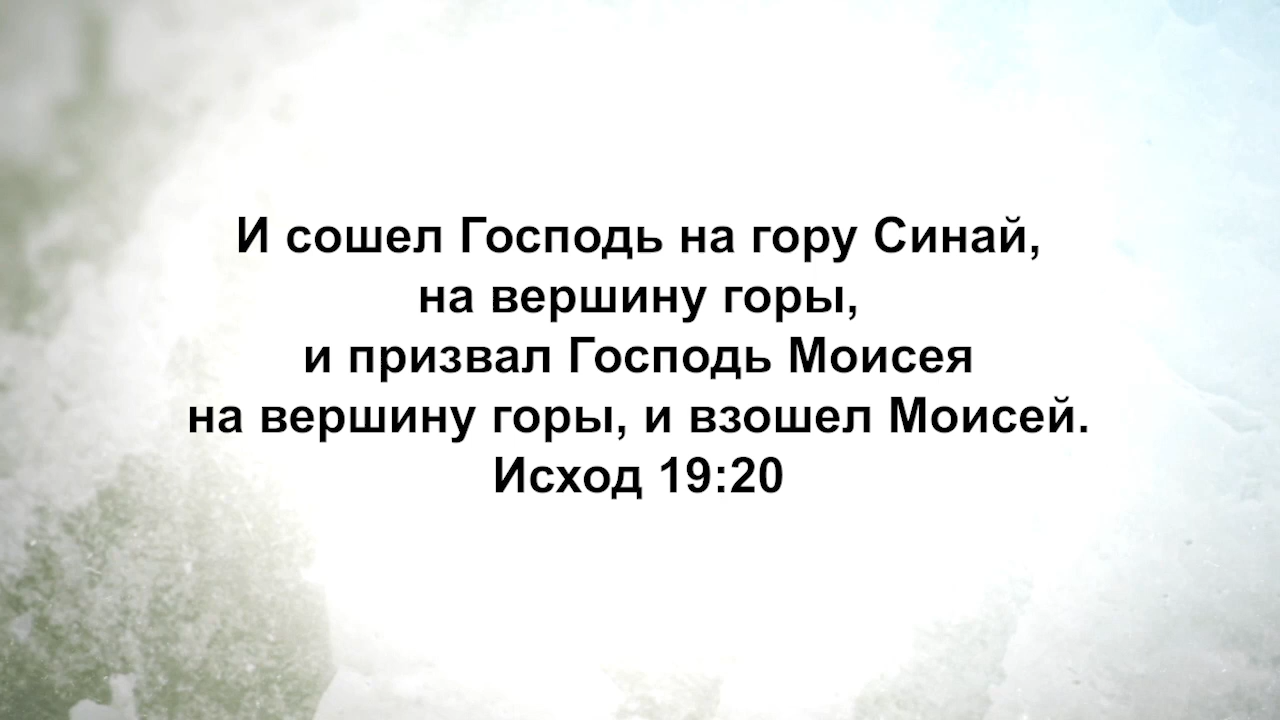 И сошел Господь на гору Синай,
на вершину горы,
и призвал Господь Моисея
на вершину горы, и взошел Моисей.
Исход 19:20